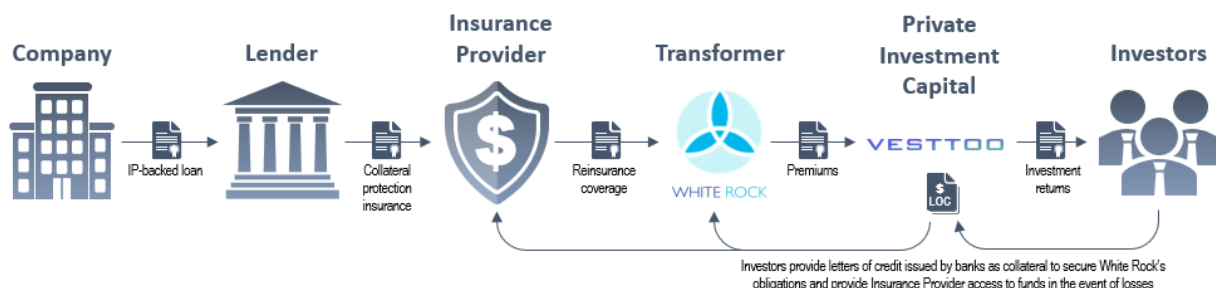 Company
Lender
Insurance
Provider
Transformer
Private
Investment
Capital
Investors
IP-backed loan
Collateral
protection
insurance
$
Reinsurance
coverage
WHITE ROCK
Premiums
VESTTOO
Investment
returns
$
LOC
Investors provide letters of credit issued by banks as collateral to secure White Rock's
obligations and provide Insurance Provider access to funds in the event of losses